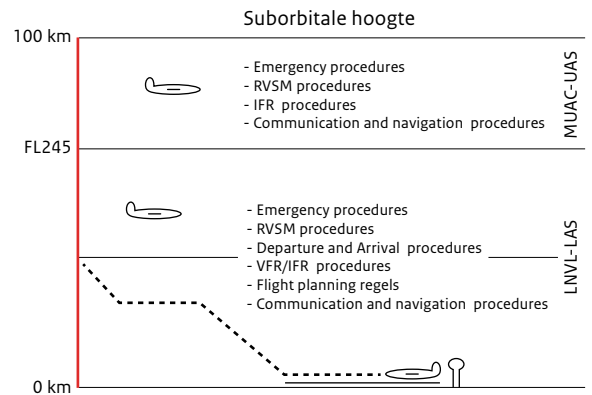 Suborbitale hoogte
100 km
- Emergency procedures
- RVSM procedures
- IFR procedures
- Communication and navigation procedures
MUAC-UAS
FL245
- Emergency procedures
- RVSM procedures
- Departure and Arrival procedures
- VFR/IFR procedures
- Flight planning regels
- Communication and navigation procedures
LNVL-LAS
0 km